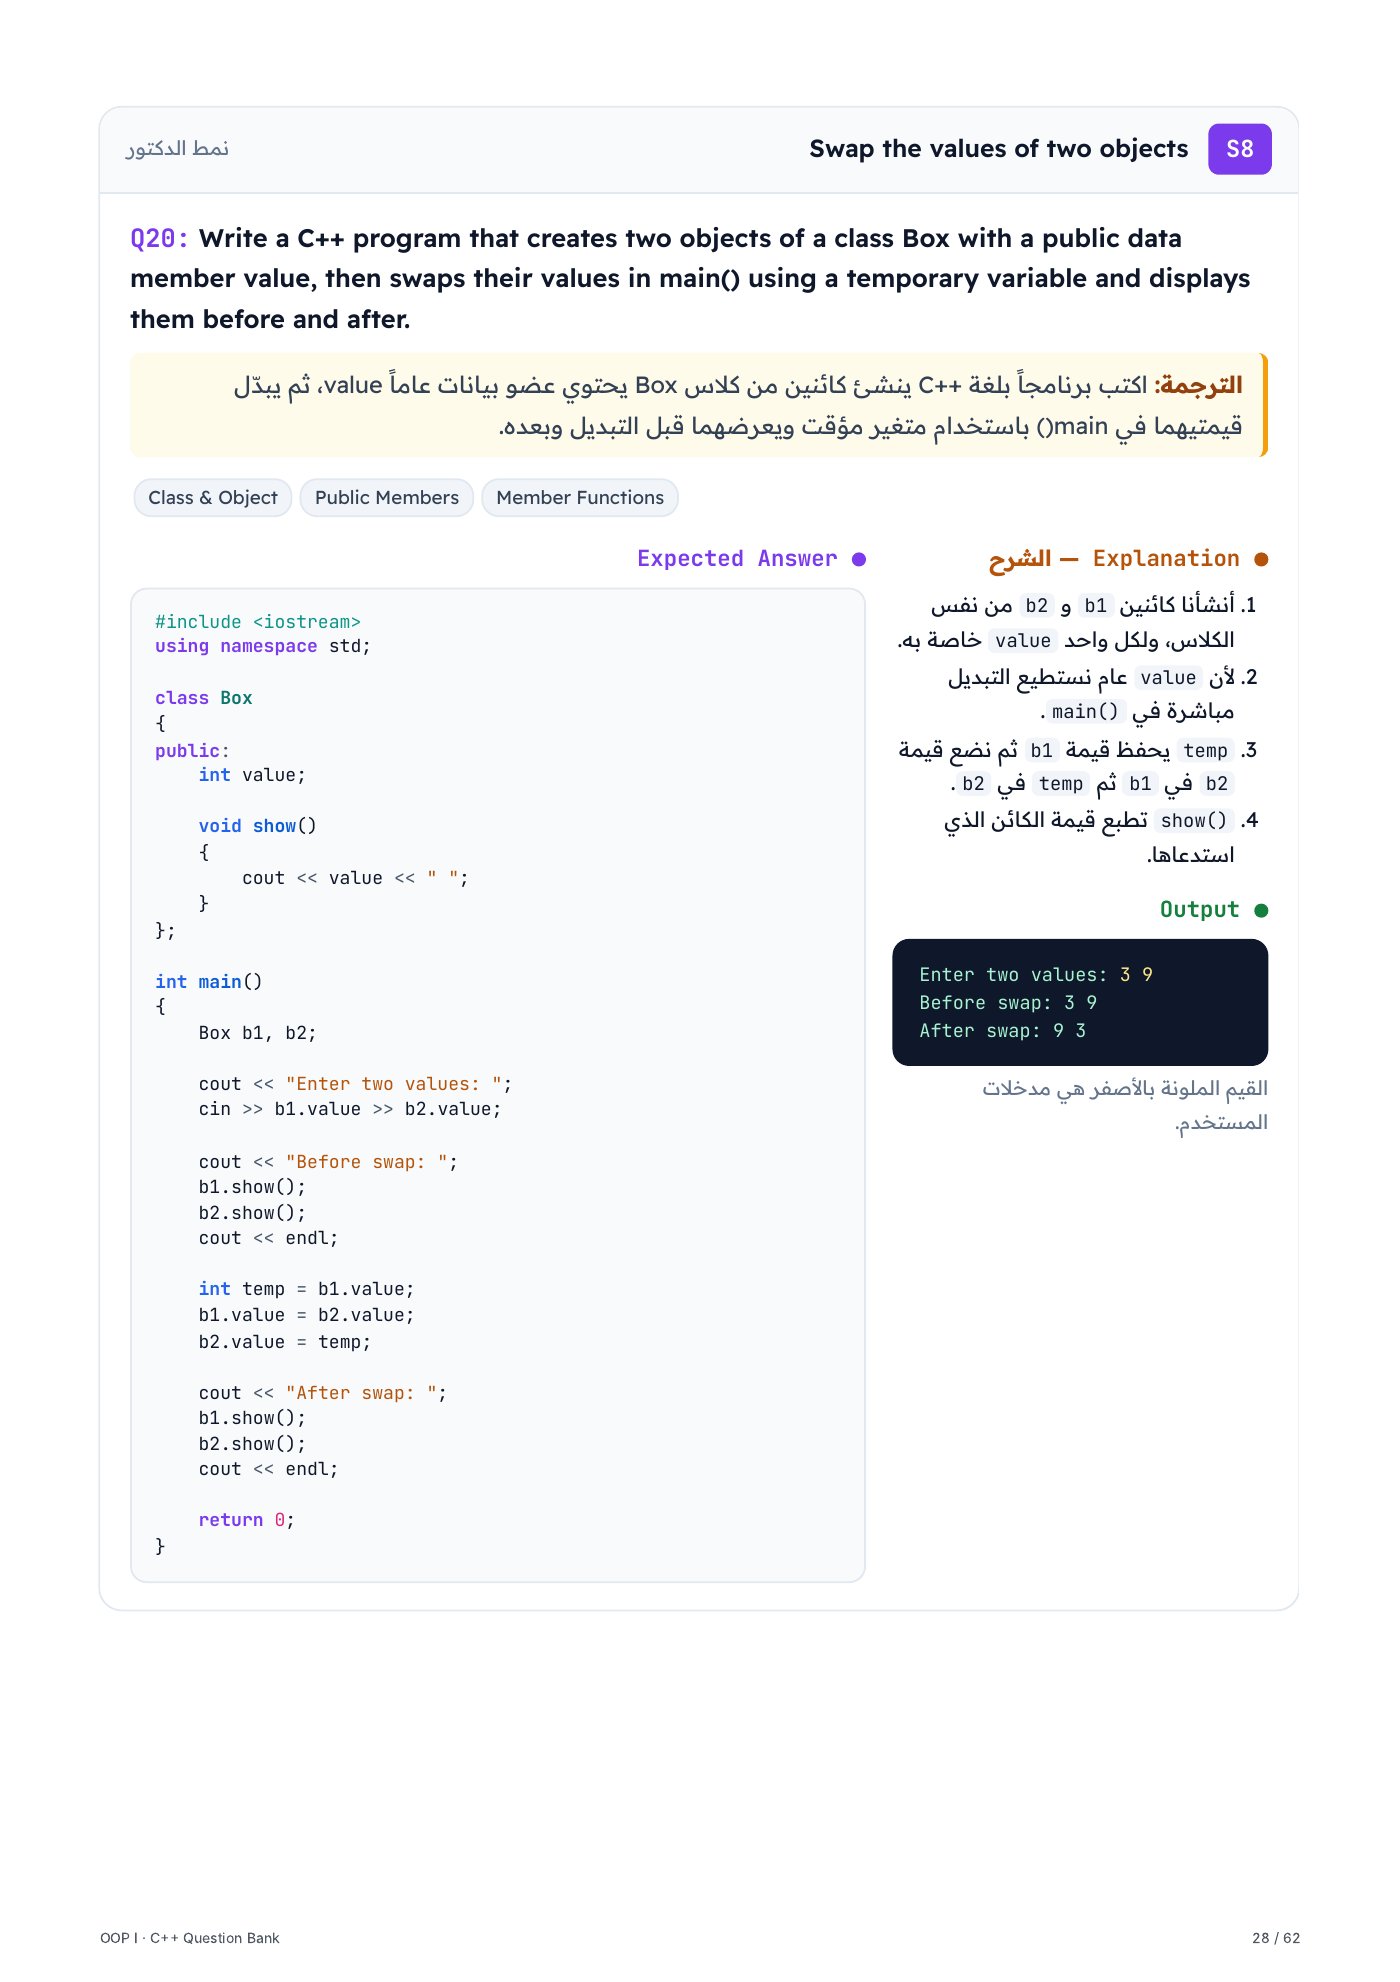 S8 Swap the values of two objects
نمط الدكتور
Q20: Write a C++ program that creates two objects of a class Box with a public data
member value, then swaps their values in main() using a temporary variable and displays
them before and after.
الترجمة: اكتب برنامجاً بلغة C++ ينشئ كائنين من كلاس Box يحتوي عضو بيانات عاماً value، ثم يبدّل
قيمتيهما في main() باستخدام متغير مؤقت ويعرضهما قبل التبديل وبعده.
Class & Object
Public Members
Member Functions
Explanation — الشرح
1. أنشأنا كائنين b1 و b2 من نفس
الكلاس، ولكل واحد value خاصة به.
2. لأن value عام نستطيع التبديل
مباشرة في main().
3. temp يحفظ قيمة b1 ثم نضع قيمة
b2 في b1 ثم temp في b2.
4. show() تطبع قيمة الكائن الذي
استدعاها.
Output
Enter two values: 3 9
Before swap: 3 9
After swap: 9 3
القيم الملونة بالأصفر هي مدخلات
المستخدم.
Expected Answer
#include <iostream>
using namespace std;
class Box
{
public:
    int value;
    void show()
    {
        cout << value << " ";
    }
};
int main()
{
    Box b1, b2;
    cout << "Enter two values: ";
    cin >> b1.value >> b2.value;
    cout << "Before swap: ";
    b1.show();
    b2.show();
    cout << endl;
    int temp = b1.value;
    b1.value = b2.value;
    b2.value = temp;
    cout << "After swap: ";
    b1.show();
    b2.show();
    cout << endl;
    return 0;
}
OOP I · C++ Question Bank
28 / 62